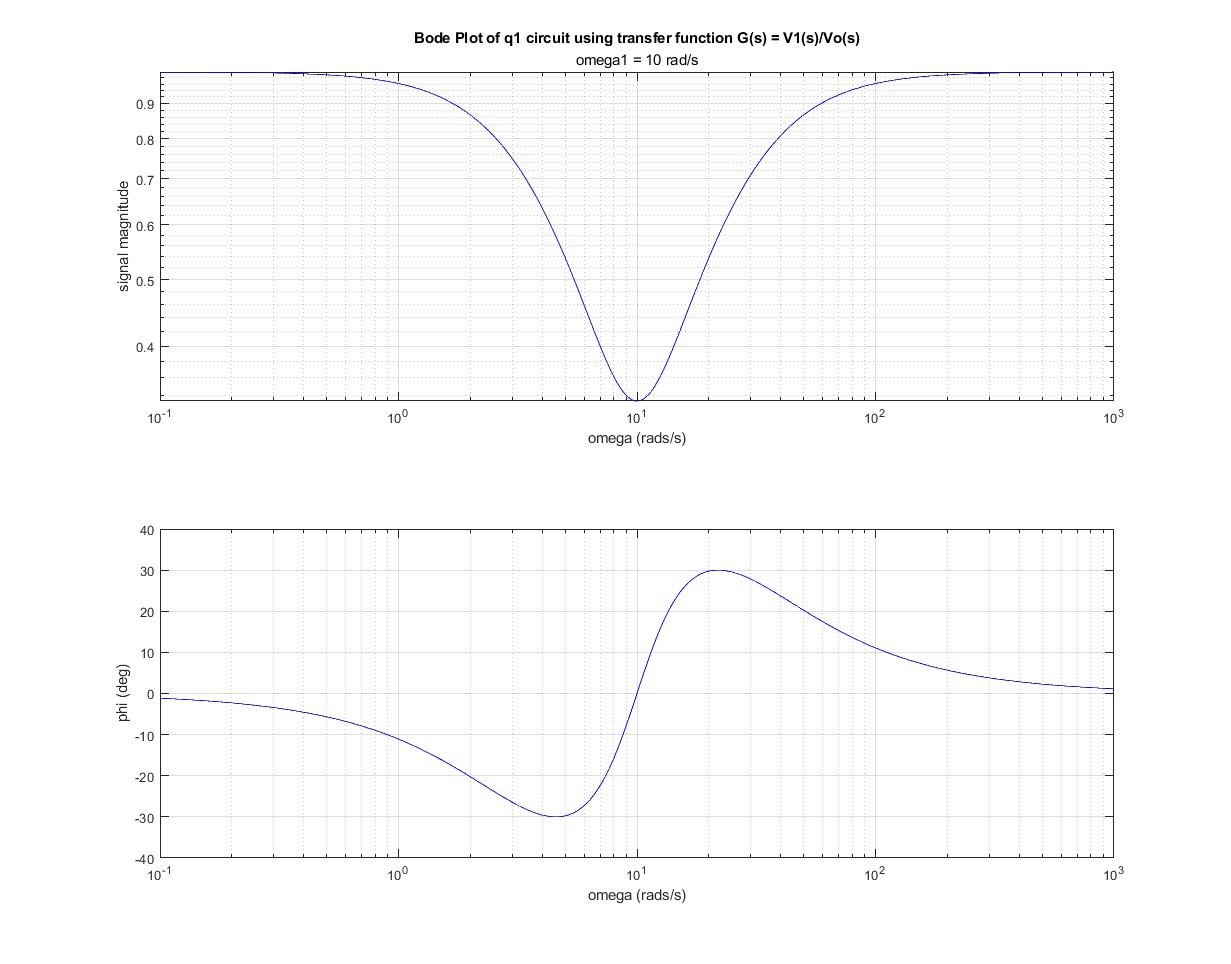 Bode Plot of q1 circuit using transfer function G(s) = V1(s)/Vo(s)
omega1 = 10 rad/s
signal magnitude
0.9
0.8
0.7
0.6
0.5
0.4
10^-1 10^0 10^1 10^2 10^3
omega (rads/s)
phi (deg)
40
30
20
10
0
-10
-20
-30
-40
10^-1 10^0 10^1 10^2 10^3
omega (rads/s)